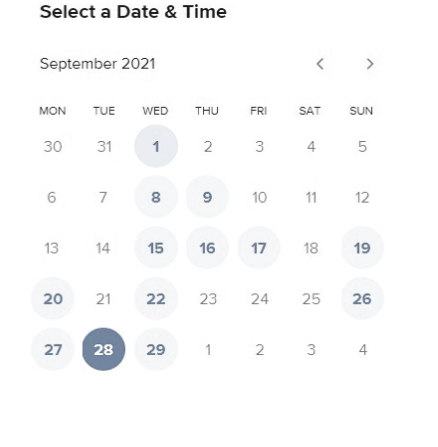 Select a Date & Time
September 2021
MON TUE WED THU FRI SAT SUN
30 31 1 2 3 4 5
6 7 8 9 10 11 12
13 14 15 16 17 18 19
20 21 22 23 24 25 26
27 28 29 1 2 3 4